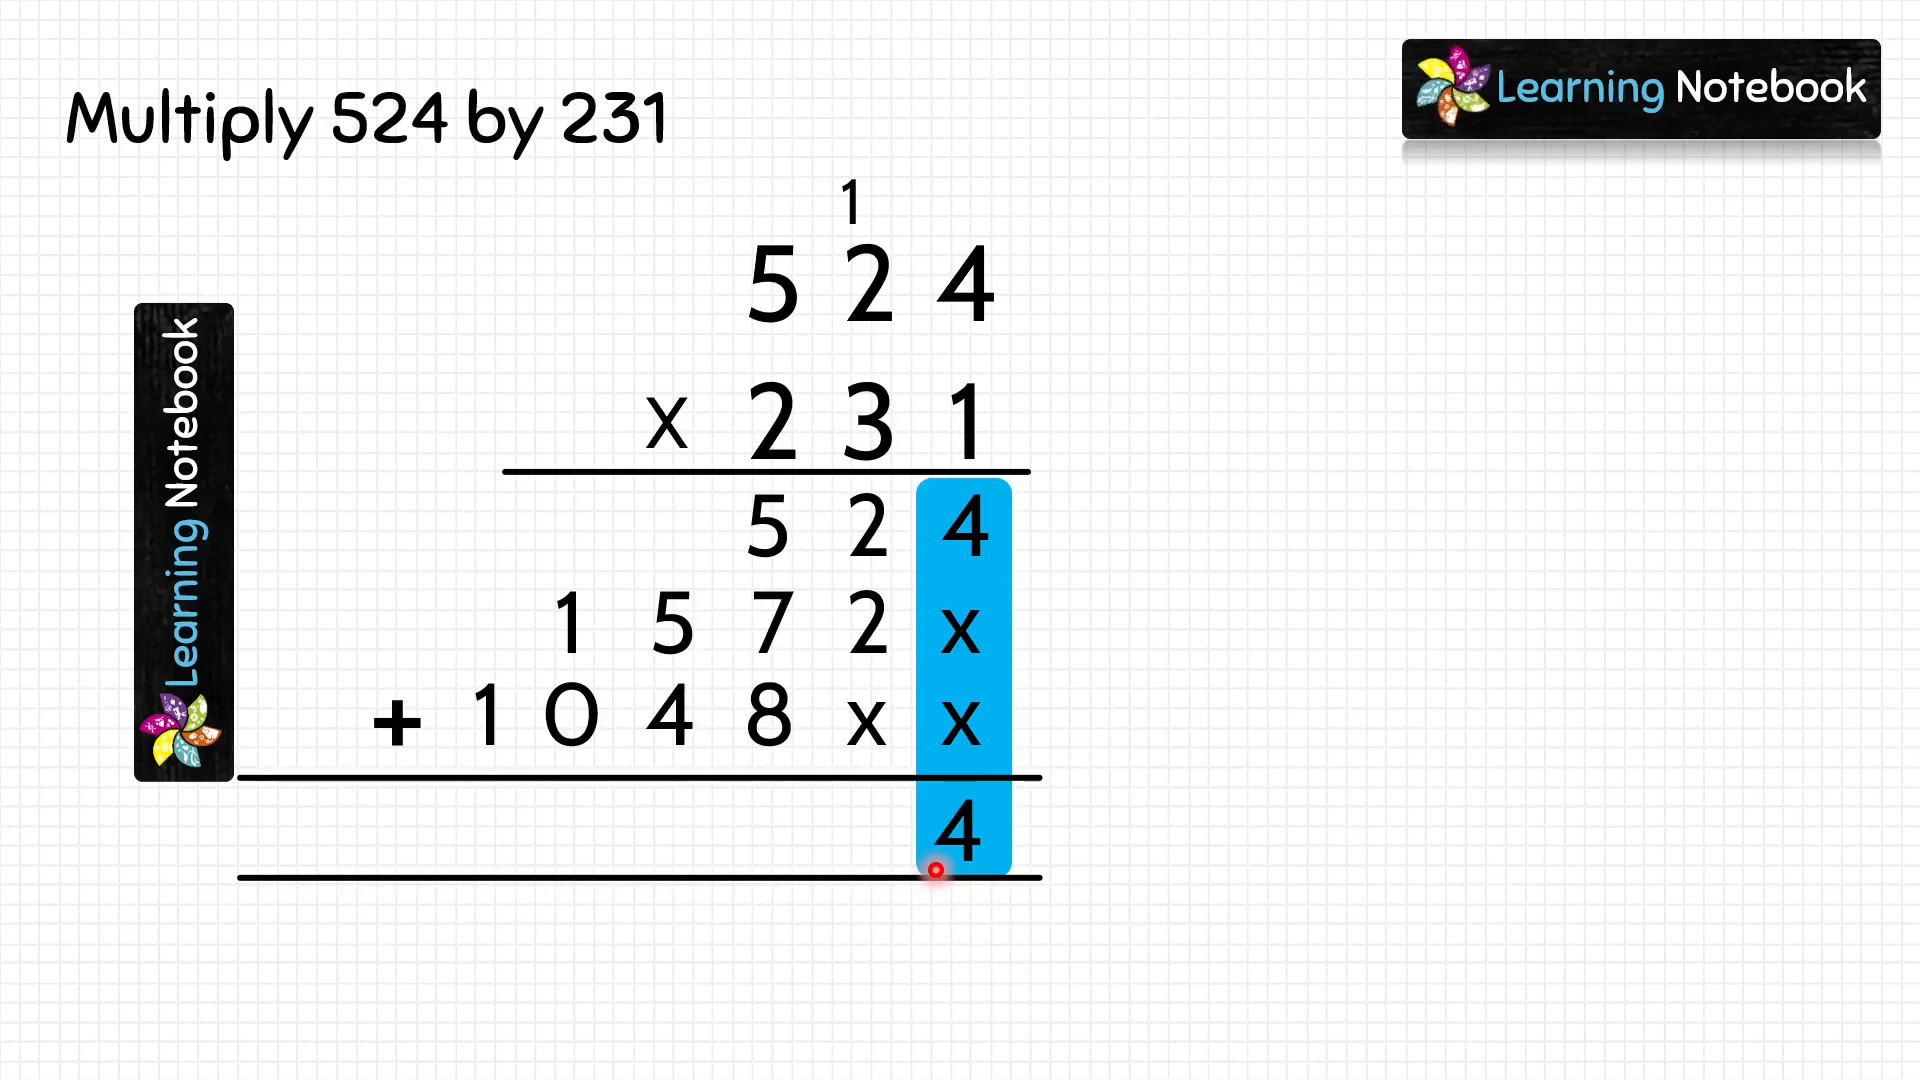 Learning Notebook
Multiply 524 by 231
1
5 2 4
x 2 3 1
5 2 4
1 5 7 2 x
+ 1 0 4 8 x x
4
Learning Notebook